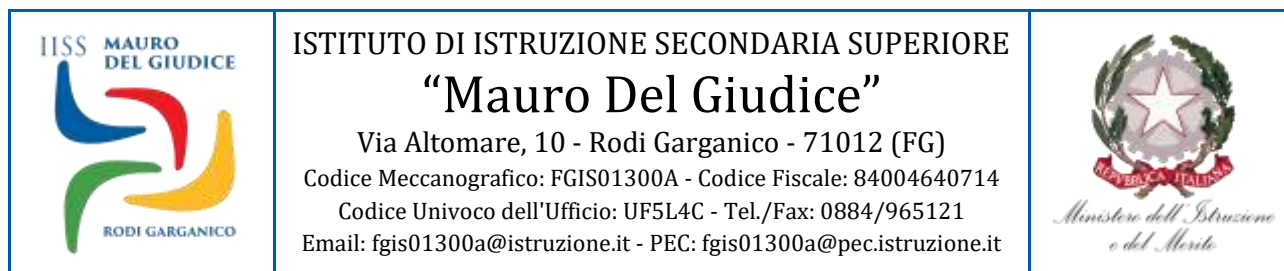 IISS MAURO
DEL GIUDICE
RODI GARGANICO
ISTITUTO DI ISTRUZIONE SECONDARIA SUPERIORE
“Mauro Del Giudice”
Via Altomare, 10 - Rodi Garganico - 71012 (FG)
Codice Meccanografico: FGIS01300A - Codice Fiscale: 84004640714
Codice Univoco dell'Ufficio: UF5L4C - Tel./Fax: 0884/965121
Email: fgis01300a@istruzione.it - PEC: fgis01300a@pec.istruzione.it
REPVBBLICA ITALIANA
Ministero dell'Istruzione
e del Merito